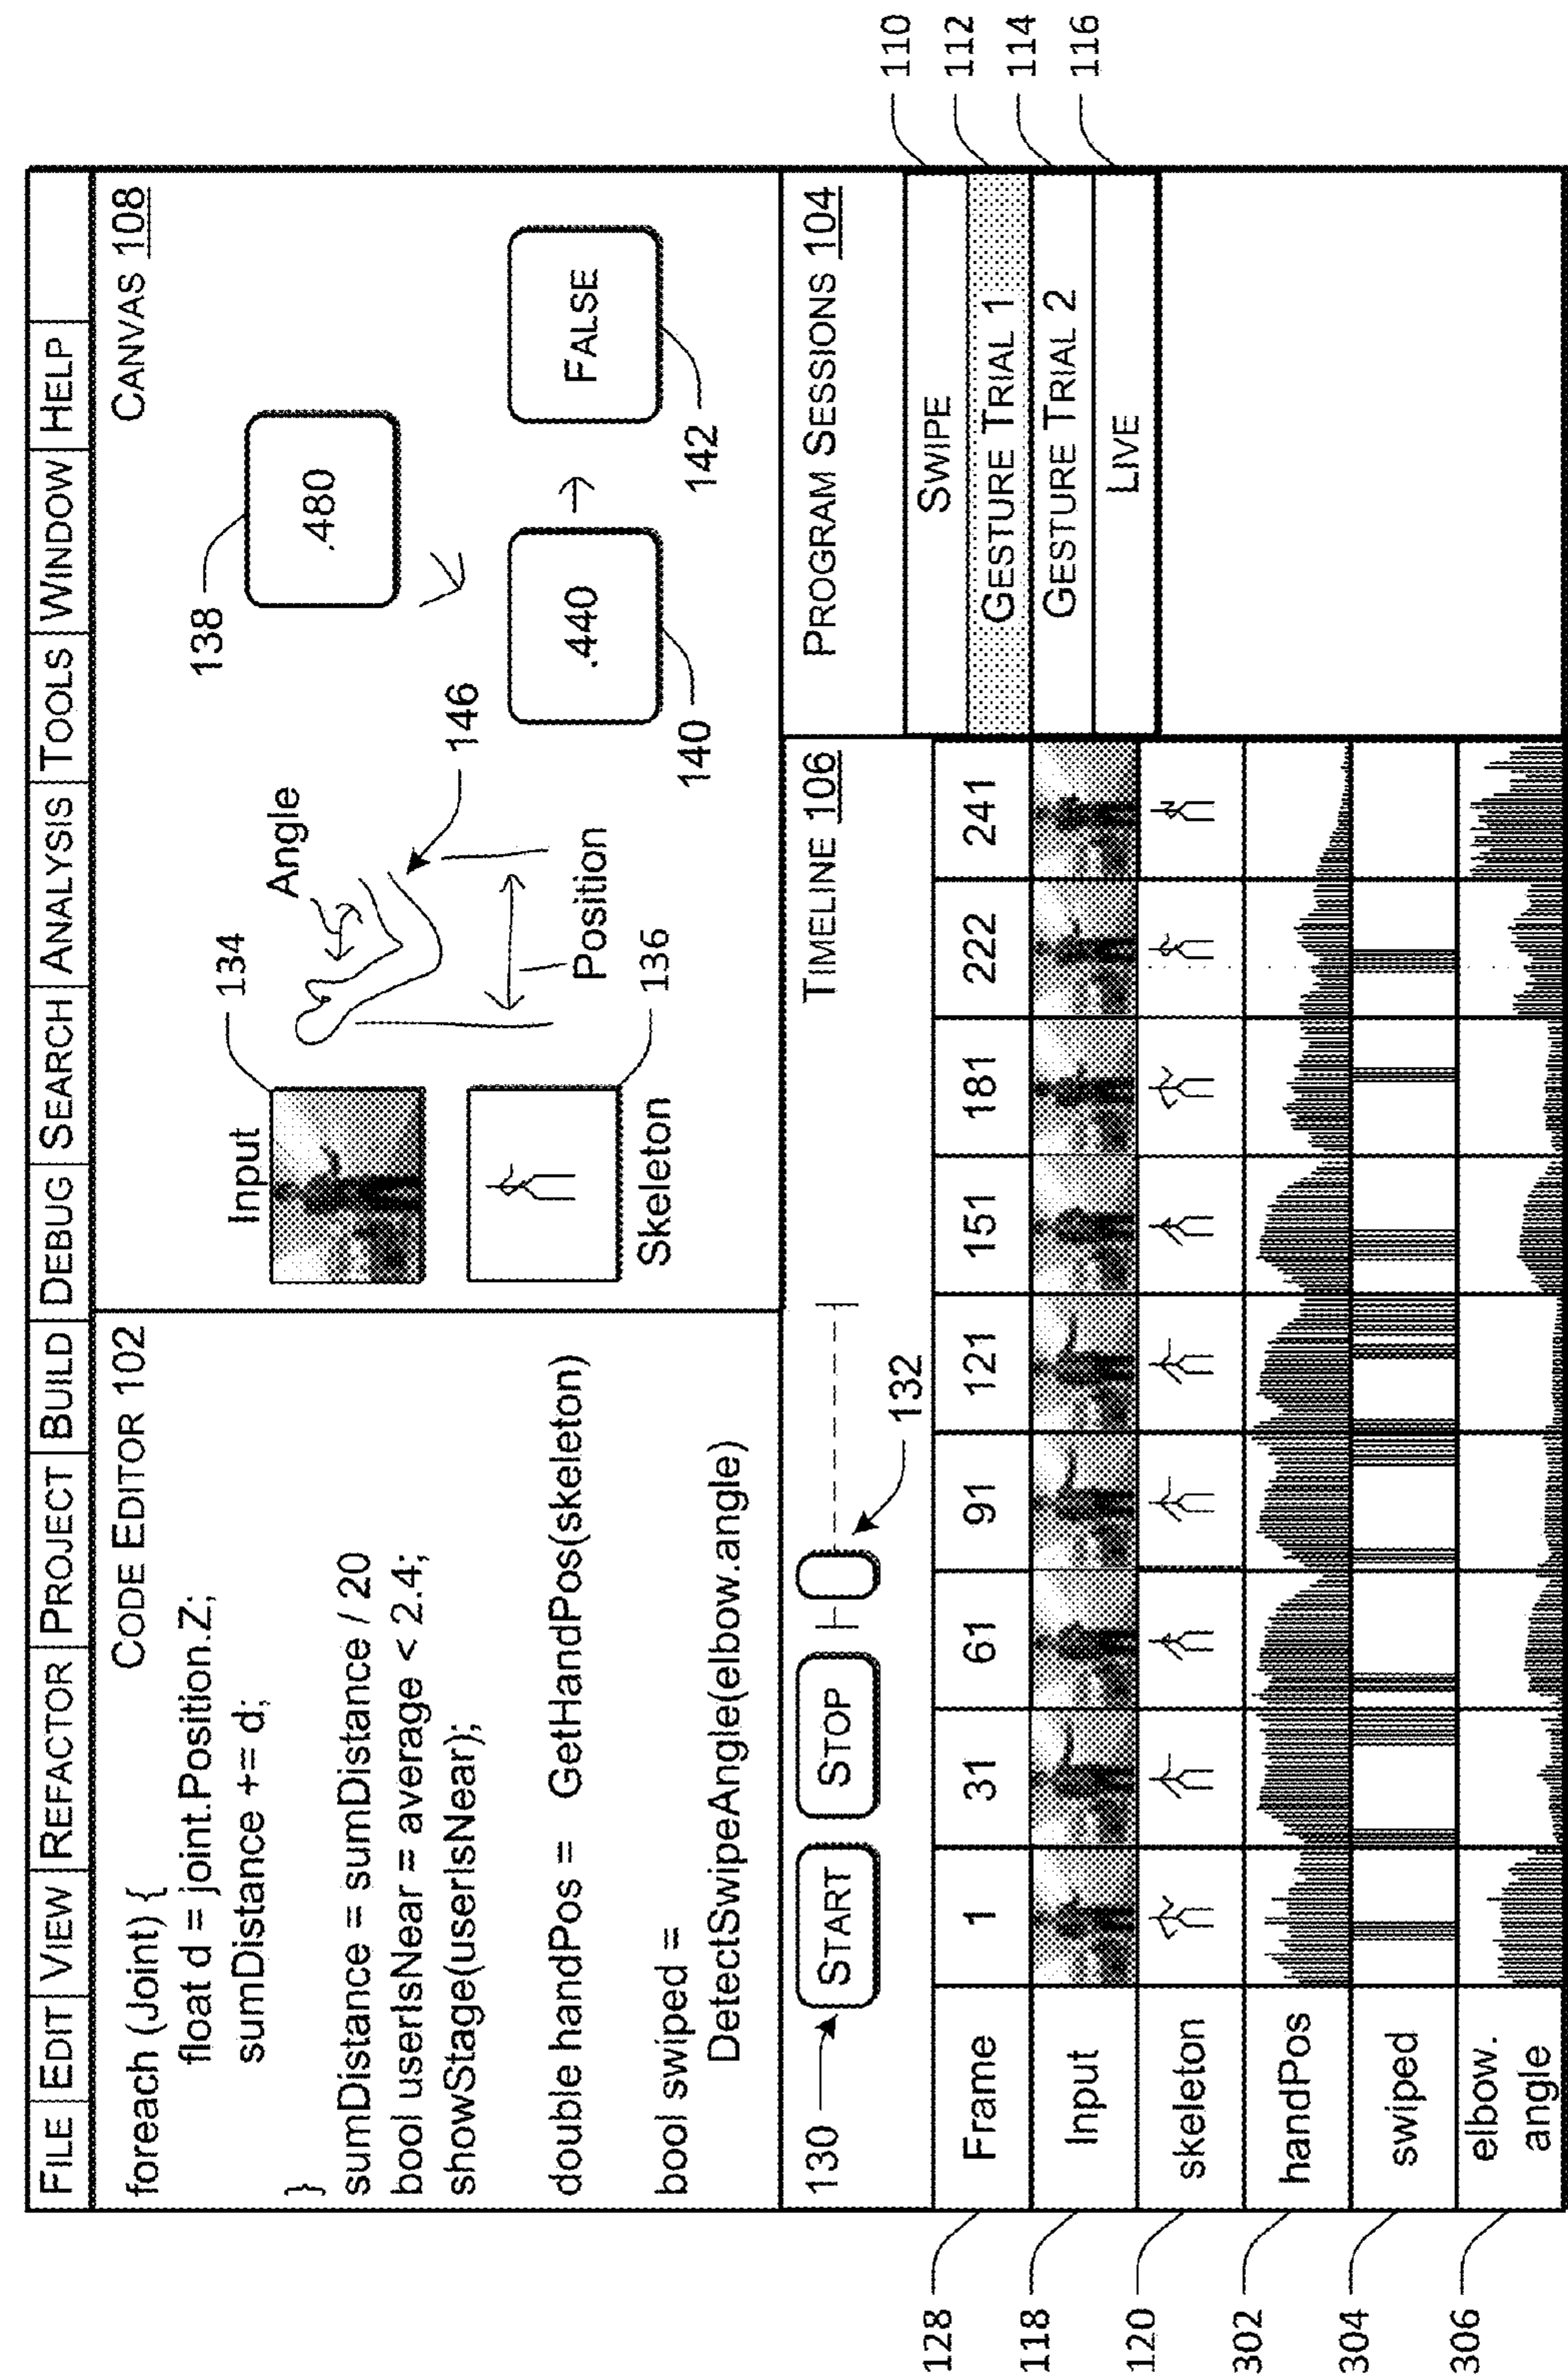 FILE EDIT VIEW REFACTOR PROJECT BUILD DEBUG SEARCH ANALYSIS TOOLS WINDOW HELP
CODE EDITOR 102
foreach (Joint) {
float d = joint.Position.Z;
sumDistance += d;
}
sumDistance = sumDistance / 20
bool userIsNear = average < 2.4;
showStage(userIsNear);
double handPos = GetHandPos(skeleton)
bool swiped =
DetectSwipeAngle(elbow.angle)
CANVAS 108
Input
134
Angle
146
138
.480
Skeleton
136
Position
140
.440
142
FALSE
130
START
STOP
132
TIMELINE 106
128
Frame 1 31 61 91 121 151 181 222 241
118
Input
120
skeleton
302
handPos
304
swiped
306
elbow.
angle
PROGRAM SESSIONS 104
SWIPE
110
GESTURE TRIAL 1
112
GESTURE TRIAL 2
114
LIVE
116